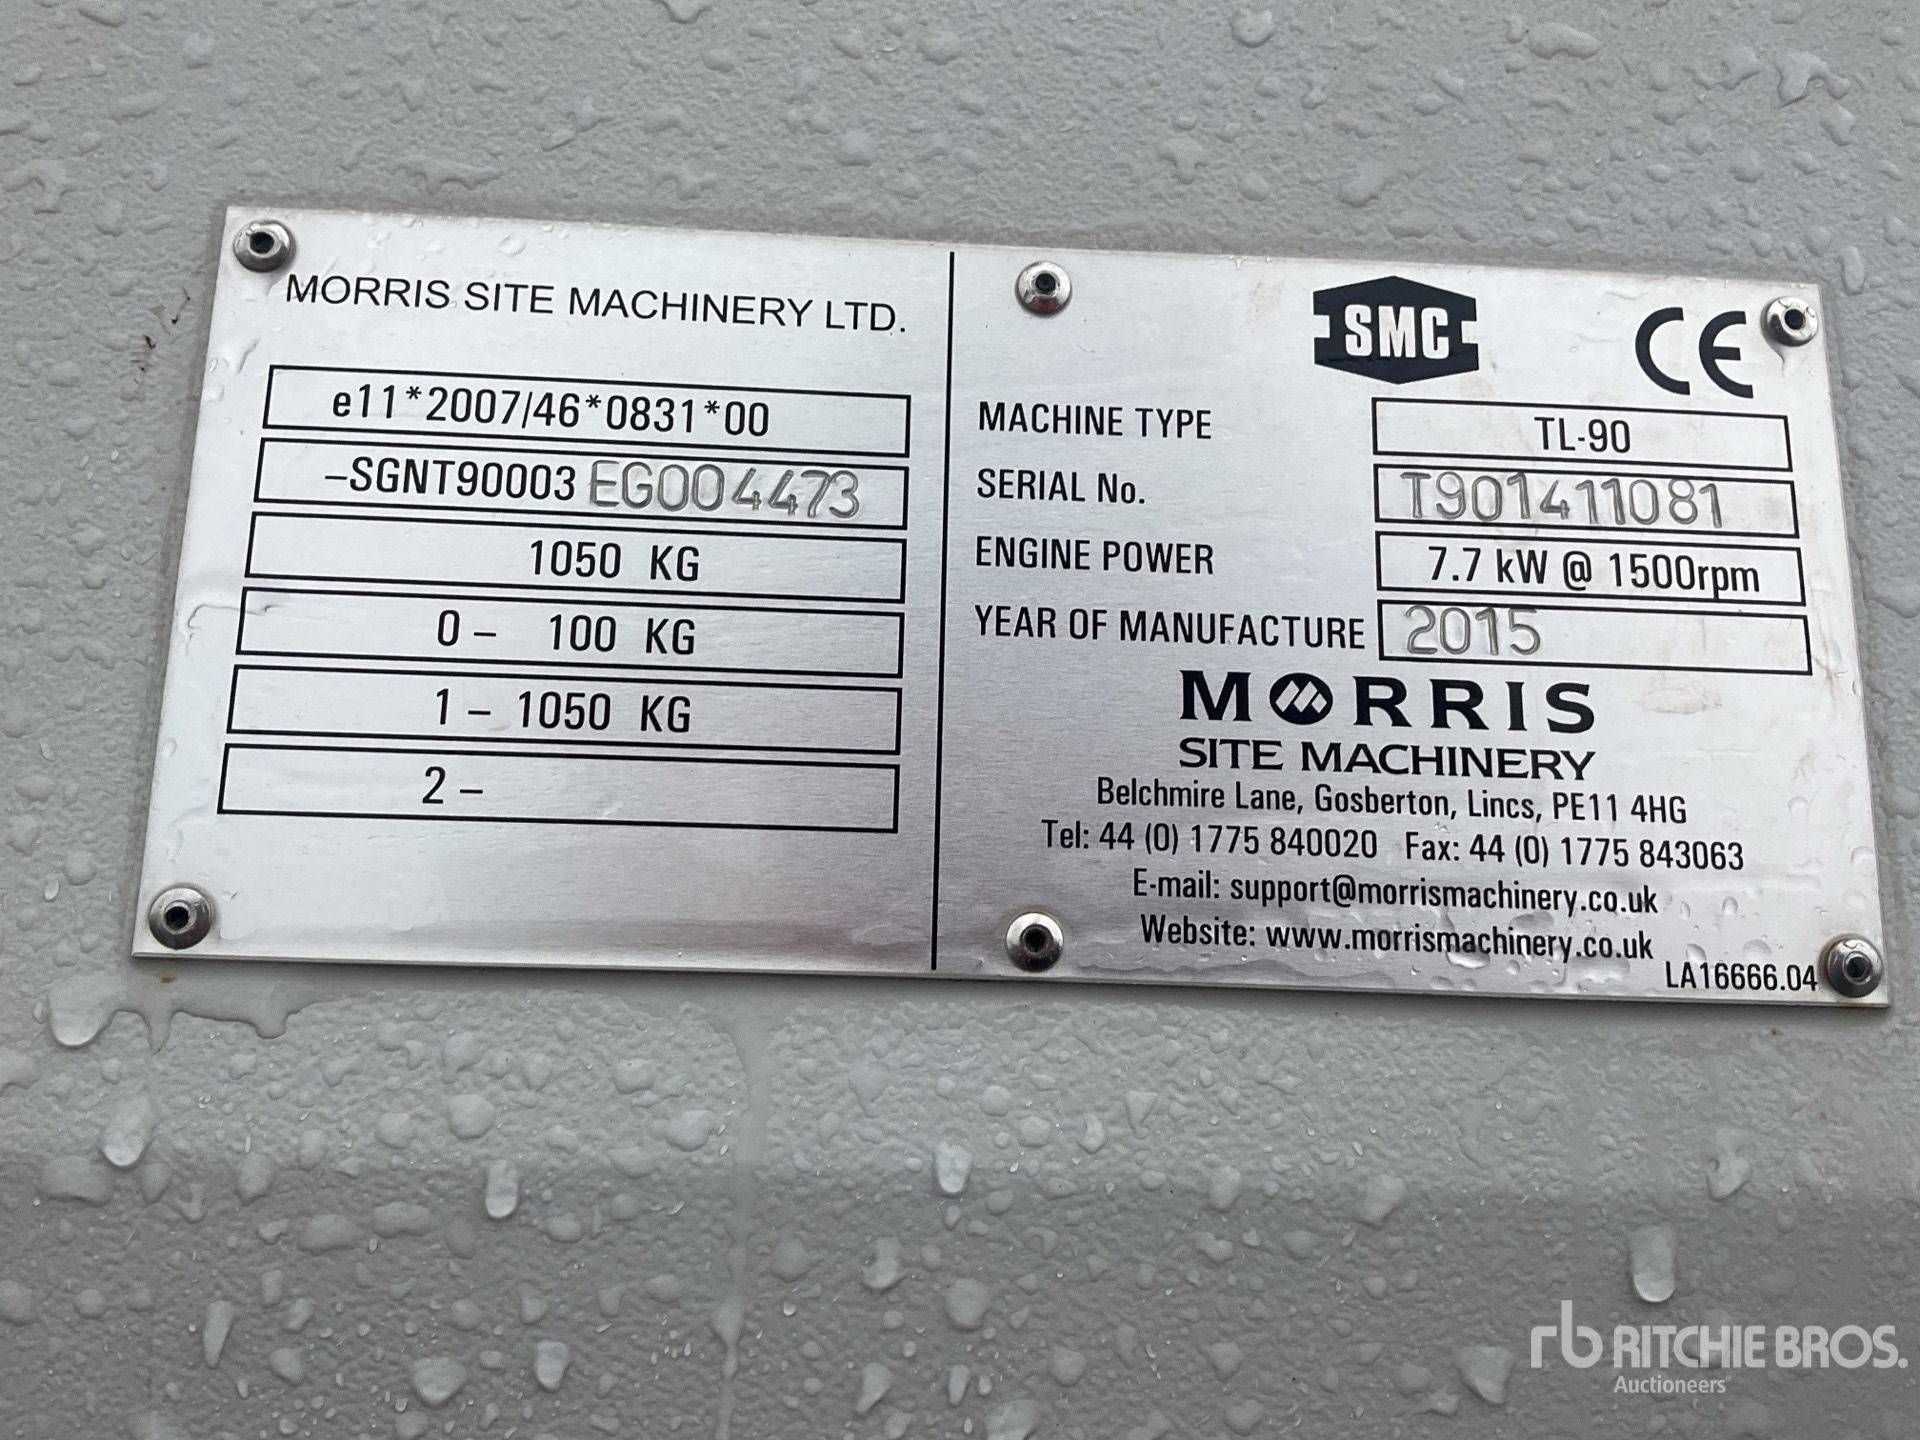 MORRIS SITE MACHINERY LTD.
e11*2007/46*0831*00
–SGNT90003 EG004473
1050 KG
0 – 100 KG
1 – 1050 KG
2 –
SMC CE
MACHINE TYPE TL-90
SERIAL No. T901411081
ENGINE POWER 7.7 kW @ 1500rpm
YEAR OF MANUFACTURE 2015
MORRIS
SITE MACHINERY
Belchmire Lane, Gosberton, Lincs, PE11 4HG
Tel: 44 (0) 1775 840020 Fax: 44 (0) 1775 843063
E-mail: support@morrismachinery.co.uk
Website: www.morrismachinery.co.uk
LA16666.04
rb RITCHIE BROS.
Auctioneers